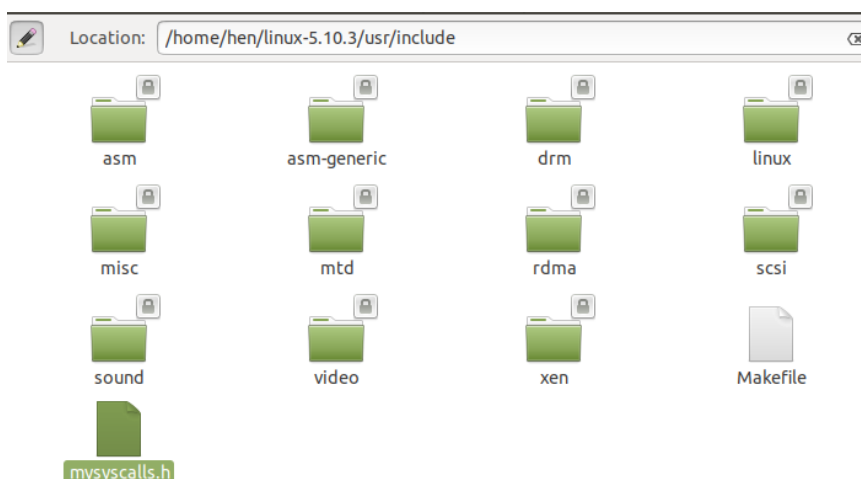 Location: /home/hen/linux-5.10.3/usr/include
asm asm-generic drm linux
misc mtd rdma scsi
sound video xen Makefile
mysyscalls.h